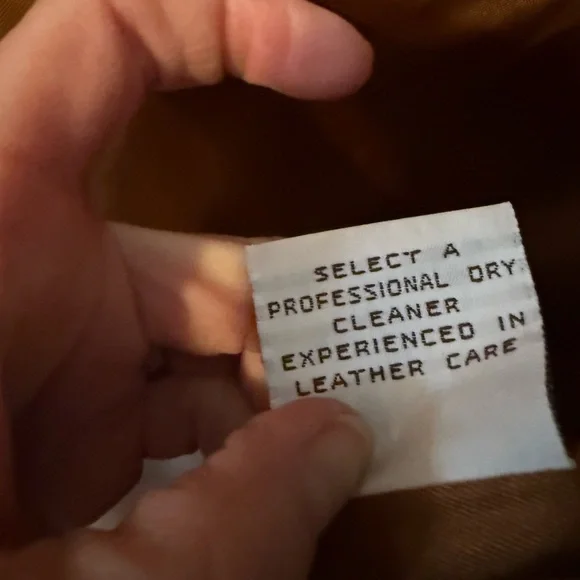 SELECT A
PROFESSIONAL DRY
CLEANER
EXPERIENCED IN
LEATHER CARE